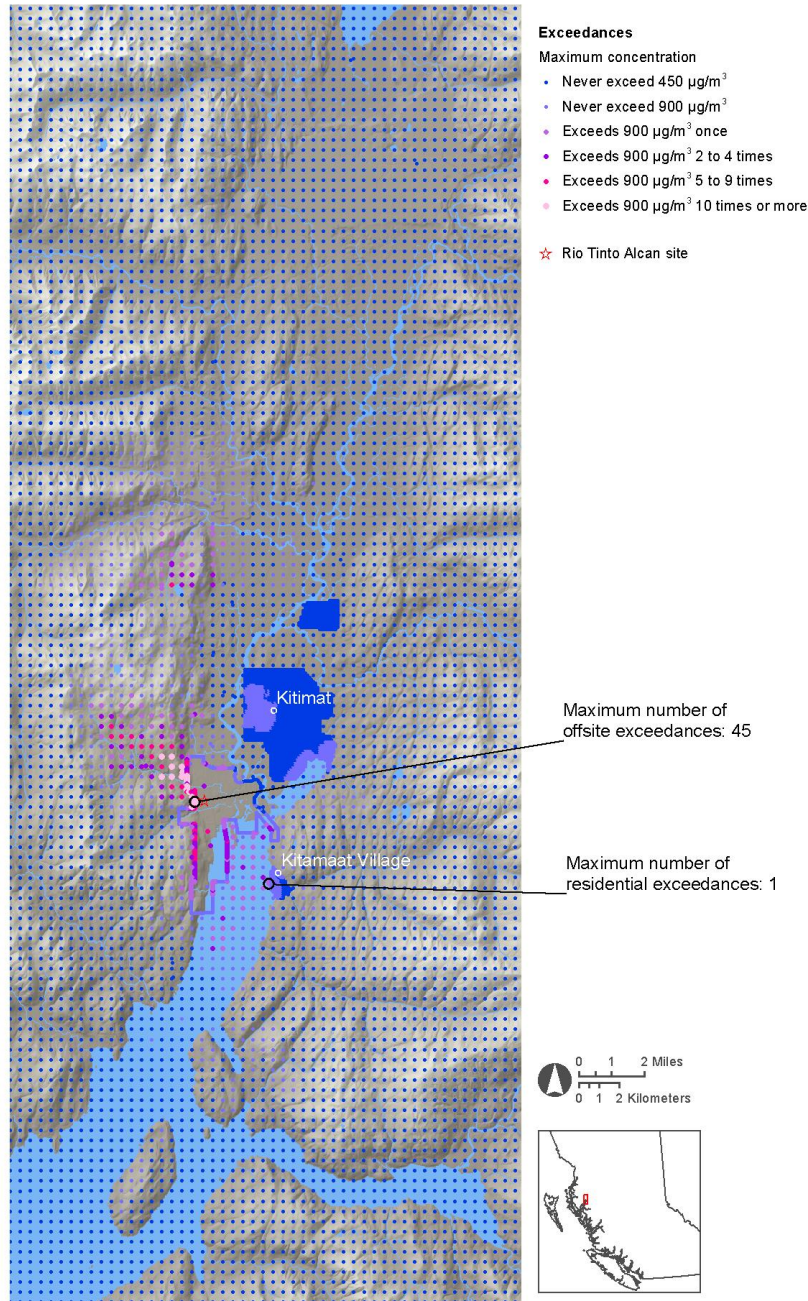 Exceedances
Maximum concentration
Never exceed 450 µg/m³
Never exceed 900 µg/m³
Exceeds 900 µg/m³ once
Exceeds 900 µg/m³ 2 to 4 times
Exceeds 900 µg/m³ 5 to 9 times
Exceeds 900 µg/m³ 10 times or more
Rio Tinto Alcan site
Kitimat
Maximum number of
offsite exceedances: 45
Kitamaat Village
Maximum number of
residential exceedances: 1
0 1 2 Miles
0 1 2 Kilometers